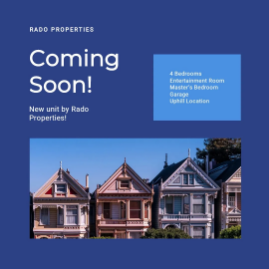 RADO PROPERTIES
Coming
Soon!
New unit by Rado
Properties!
4 Bedrooms
Entertainment Room
Master's Bedroom
Garage
Uphill Location